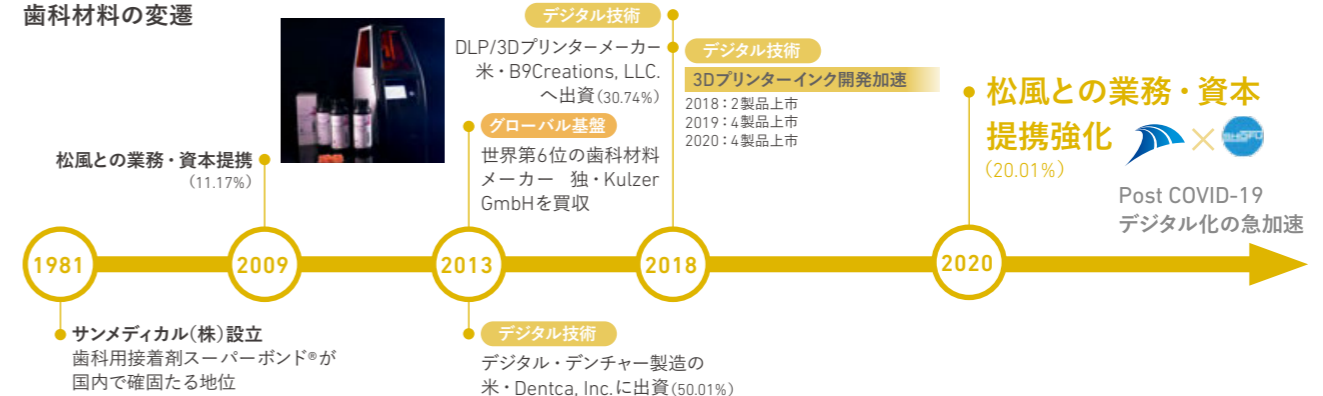 歯科材料の変遷
1981
サンメディカル(株)設立
歯科用接着剤スーパーボンド®が
国内で確固たる地位
松風との業務・資本提携
(11.17%)
2009
グローバル基盤
世界第6位の歯科材料
メーカー 独・Kulzer
GmbHを買収
2013
デジタル技術
デジタル・デンチャー製造の
米・Dentca, Inc.に出資(50.01%)
デジタル技術
DLP/3Dプリンターメーカー
米・B9Creations, LLC.
へ出資(30.74%)
デジタル技術
3Dプリンターインク開発加速
2018:2製品上市
2019:4製品上市
2020:4製品上市
2018
松風との業務・資本
提携強化
(20.01%)
SHOFU
Post COVID-19
デジタル化の急加速
2020